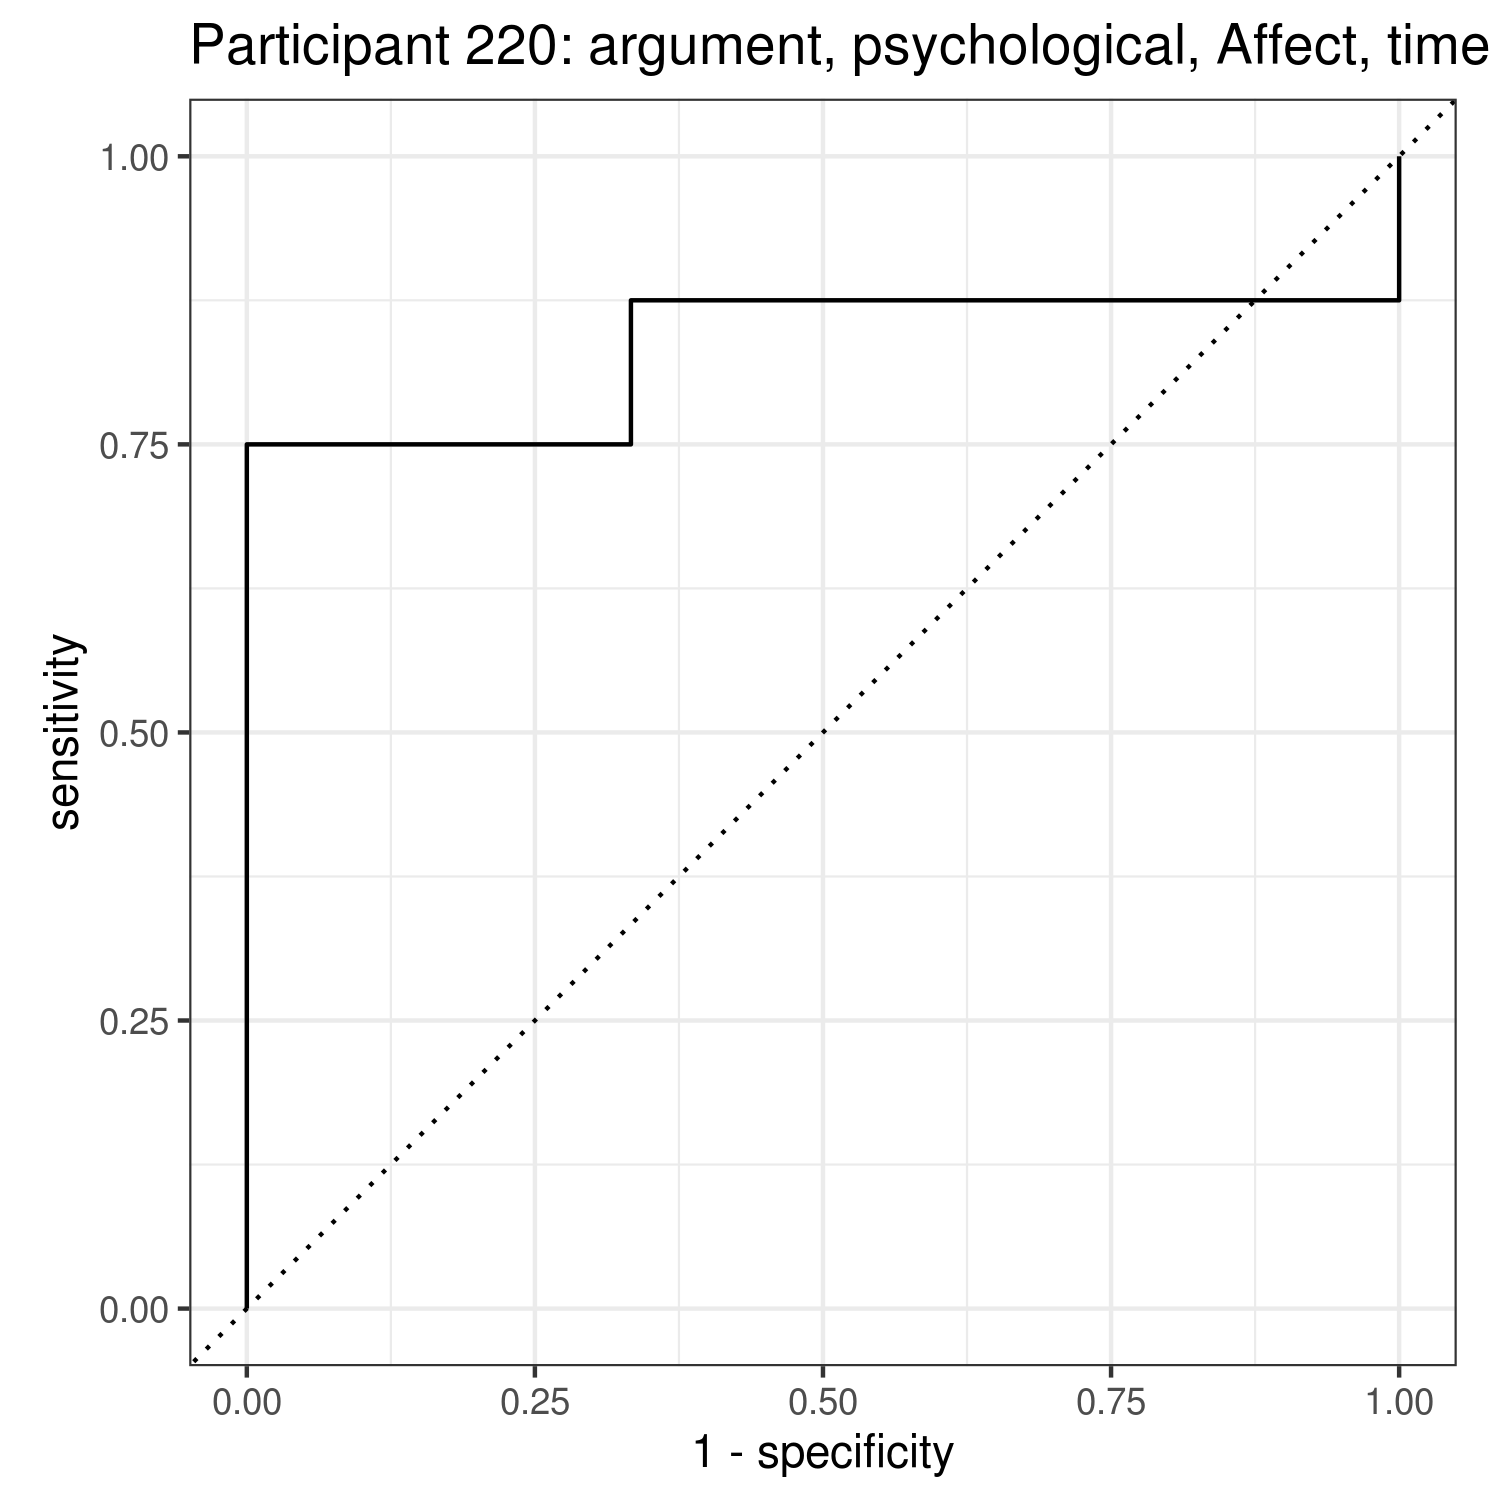 Participant 220: argument, psychological, Affect, time
1.00
0.75
0.50
0.25
0.00
sensitivity
0.00 0.25 0.50 0.75 1.00
1 - specificity